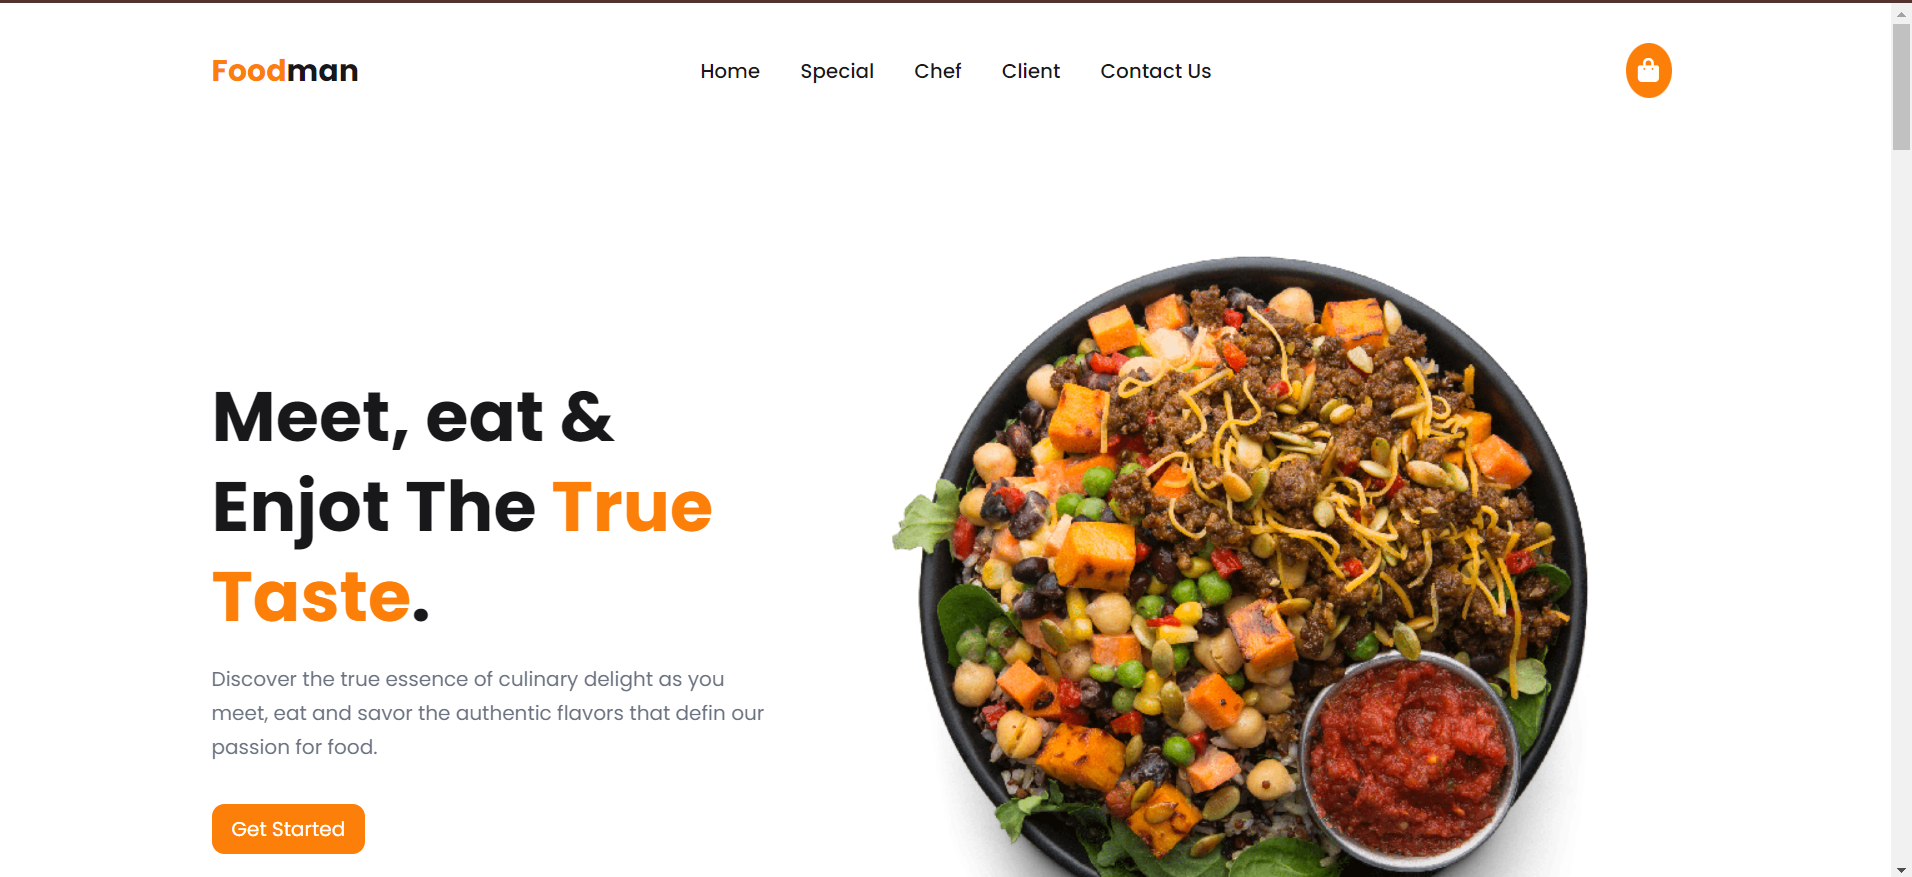 Foodman
Home Special Chef Client Contact Us
Meet, eat &
Enjot The True
Taste.
Discover the true essence of culinary delight as you
meet, eat and savor the authentic flavors that defin our
passion for food.
Get Started